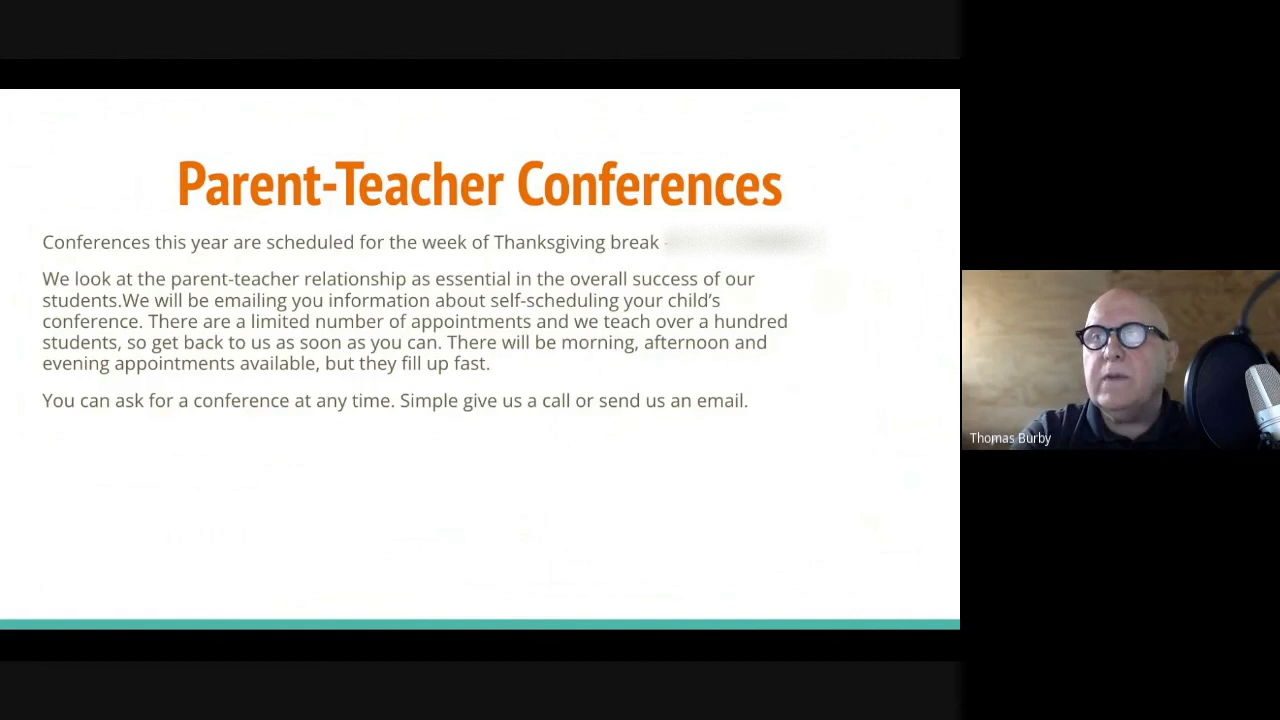 Parent-Teacher Conferences
Conferences this year are scheduled for the week of Thanksgiving break -
We look at the parent-teacher relationship as essential in the overall success of our
students.We will be emailing you information about self-scheduling your child’s
conference. There are a limited number of appointments and we teach over a hundred
students, so get back to us as soon as you can. There will be morning, afternoon and
evening appointments available, but they fill up fast.
You can ask for a conference at any time. Simple give us a call or send us an email.
Thomas Burby